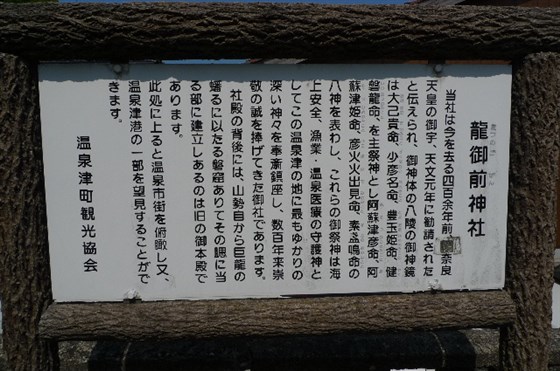 龍御前神社
当社は今を去る四百余年前後奈良
天皇の御宇、天文元年に勧請された
と伝えられ、御神体の八陵の御神鏡
は大己貴命、少彦名命、豊玉姫命、健
磐龍命、を主祭神とし阿蘇津彦命、阿
蘇津姫命、彦火火出見命、素盞嗚命の
八神を表わし、これらの御祭神は海
上安全、漁業・温泉医療の守護神と
してこの温泉津の地に最もゆかりの
深い神々を奉斎鎮座し、数百年来崇
敬の誠を捧げてきた御社であります。
社殿の背後には、山勢自から巨龍の
蟠るに以たる磐窟ありてその腮に当
る部に建立しあるのは旧の御本殿で
あります。
此処に上ると温泉市街を俯瞰し又、
温泉津港の一部を望見することがで
きます。
温泉津町観光協会